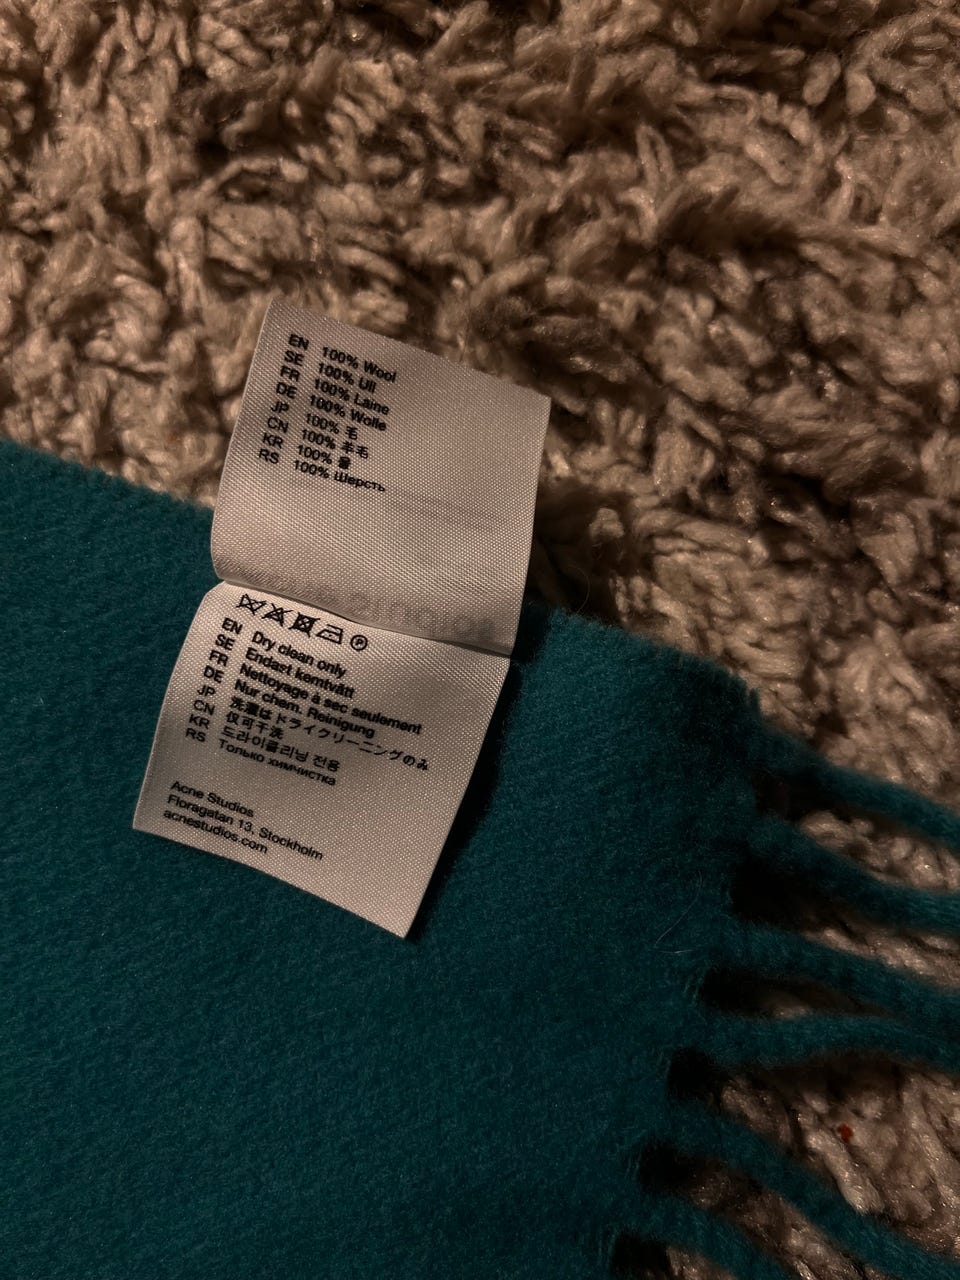 EN 100% Wool
SE 100% Ull
FR 100% Laine
DE 100% Wolle
JP 100% 毛
CN 100% 羊毛
KR 100% 울
RS 100% Шерсть
EN Dry clean only
SE Endast kemtvätt
FR Nettoyage à sec seulement
DE Nur chem. Reinigung
JP 洗濯はドライクリーニングのみ
CN 仅可干洗
KR 드라이클리닝 전용
RS Только химчистка
Acne Studios
Floragatan 13, Stockholm
acnestudios.com